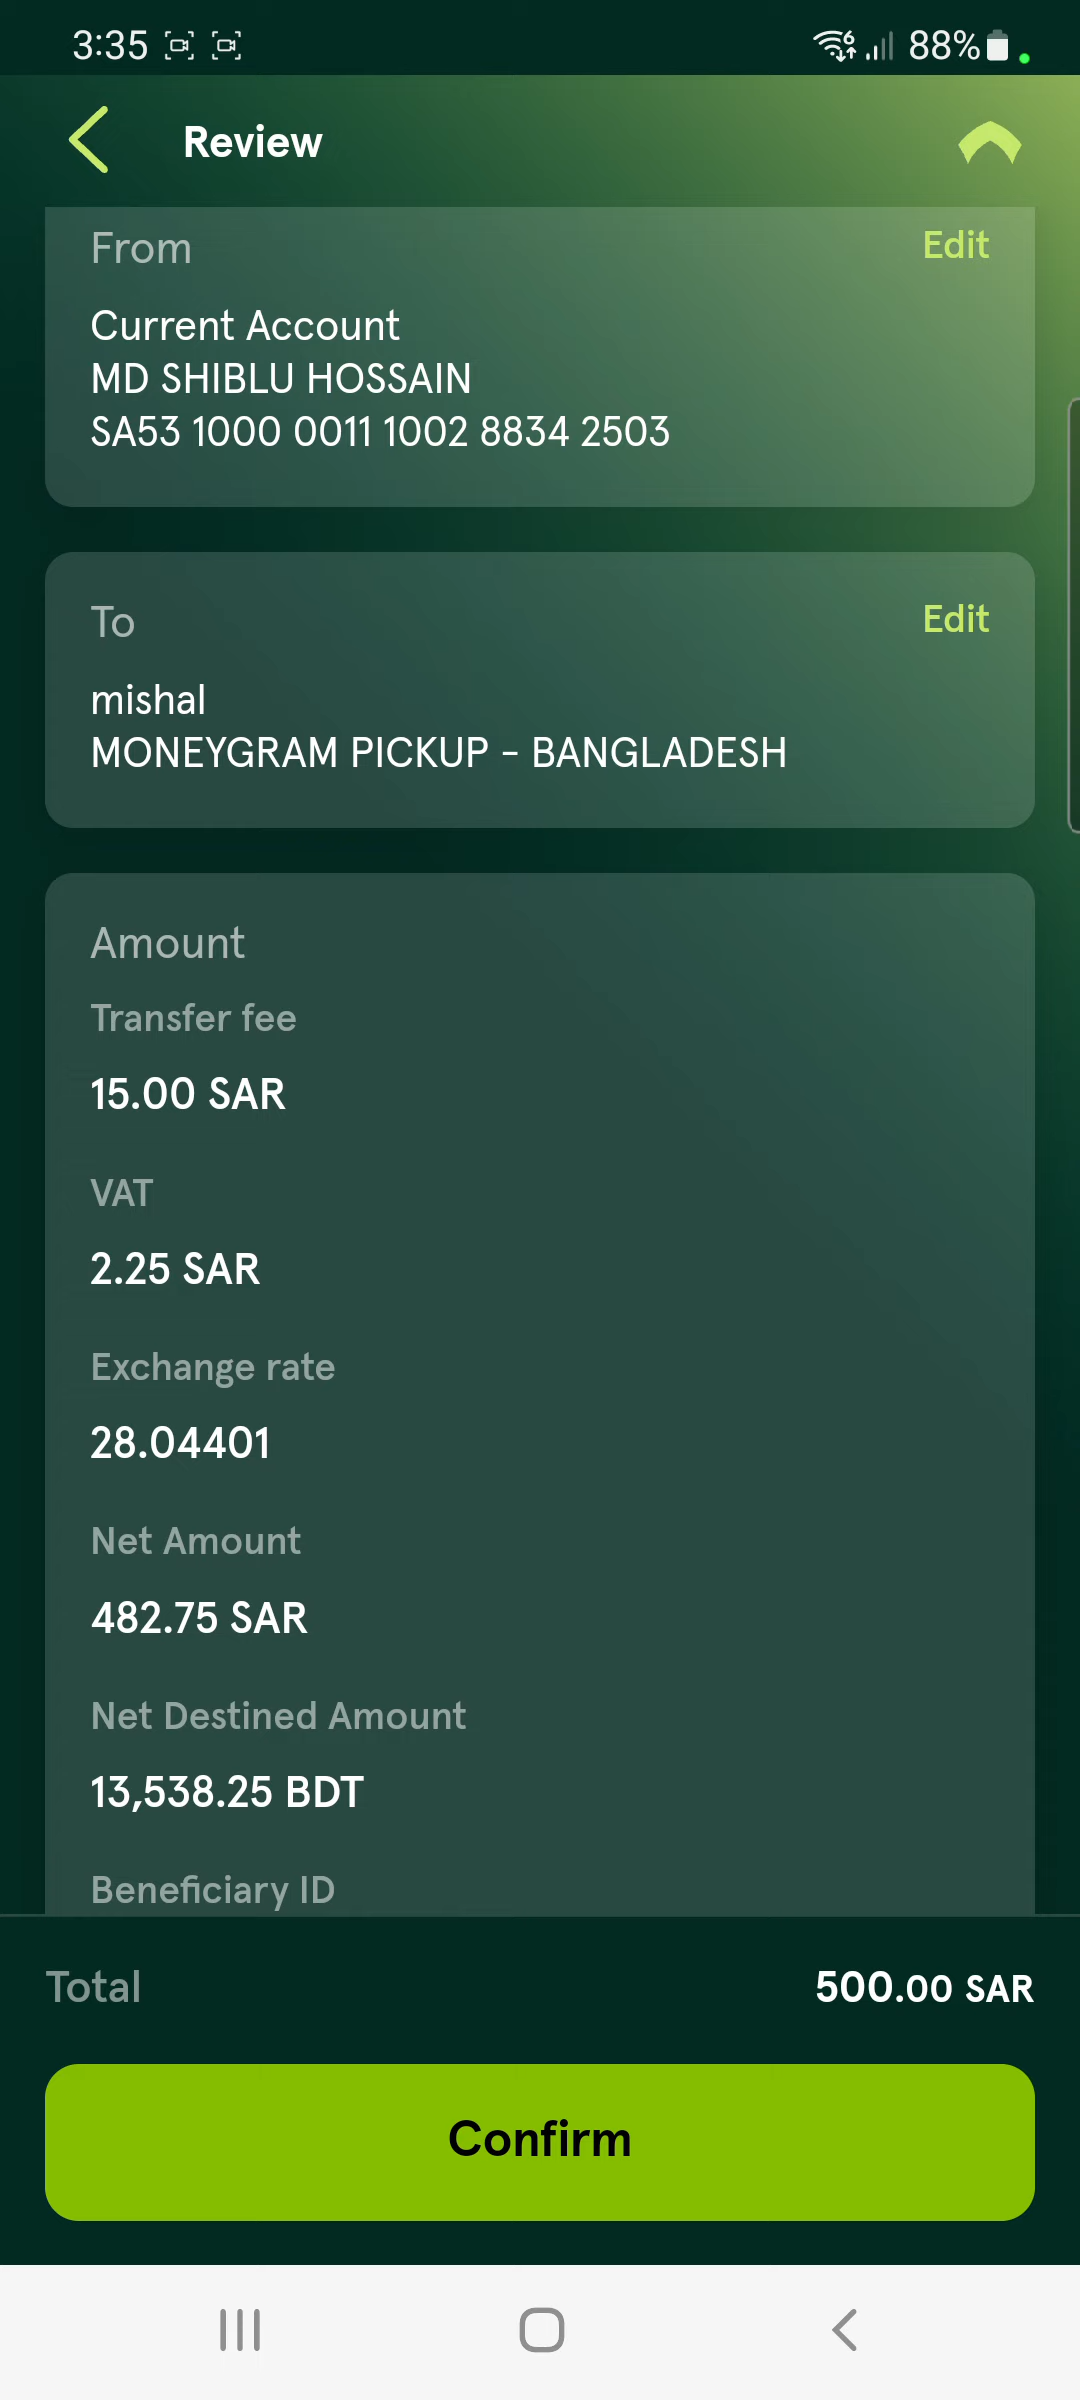 3:35
88%
Review
From
Edit
Current Account
MD SHIBLU HOSSAIN
SA53 1000 0011 1002 8834 2503
To
Edit
mishal
MONEYGRAM PICKUP - BANGLADESH
Amount
Transfer fee
15.00 SAR
VAT
2.25 SAR
Exchange rate
28.04401
Net Amount
482.75 SAR
Net Destined Amount
13,538.25 BDT
Beneficiary ID
Total
500.00 SAR
Confirm